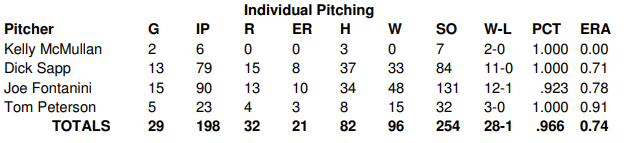 Individual Pitching
Pitcher G IP R ER H W SO W-L PCT ERA
Kelly McMullan 2 6 0 0 3 0 7 2-0 1.000 0.00
Dick Sapp 13 79 15 8 37 33 84 11-0 1.000 0.71
Joe Fontanini 15 90 13 10 34 48 131 12-1 .923 0.78
Tom Peterson 5 23 4 3 8 15 32 3-0 1.000 0.91
TOTALS 29 198 32 21 82 96 254 28-1 .966 0.74